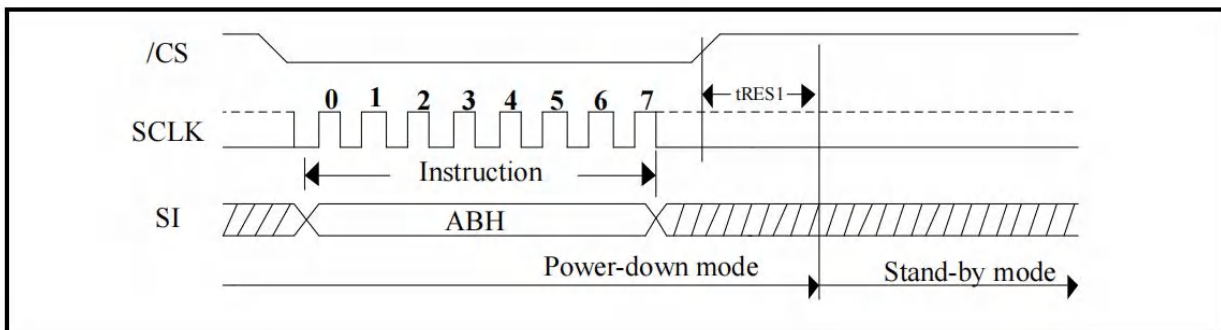 /CS
tRES1
0 1 2 3 4 5 6 7
SCLK
Instruction
SI
ABH
Power-down mode
Stand-by mode